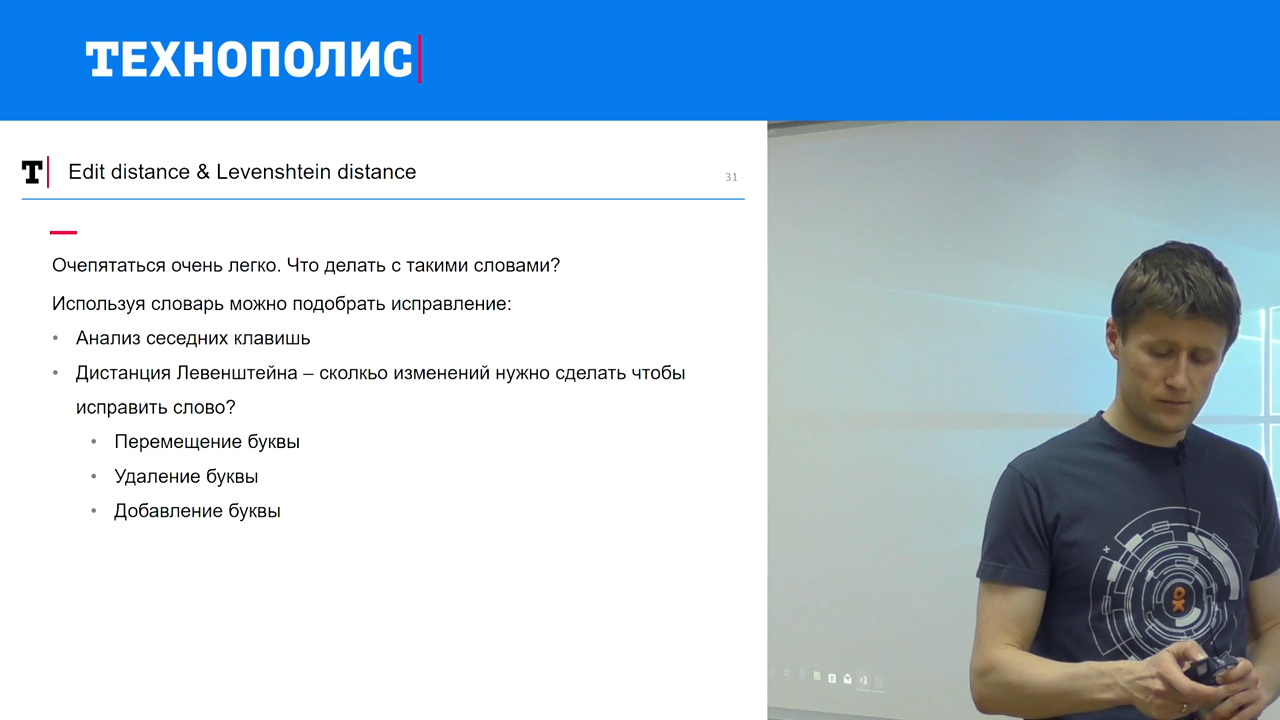 ТЕХНОПОЛИС
Т Edit distance & Levenshtein distance 31
Очепятаться очень легко. Что делать с такими словами?
Используя словарь можно подобрать исправление:
• Анализ сеседних клавишь
• Дистанция Левенштейна – сколкьо изменений нужно сделать чтобы
исправить слово?
• Перемещение буквы
• Удаление буквы
• Добавление буквы